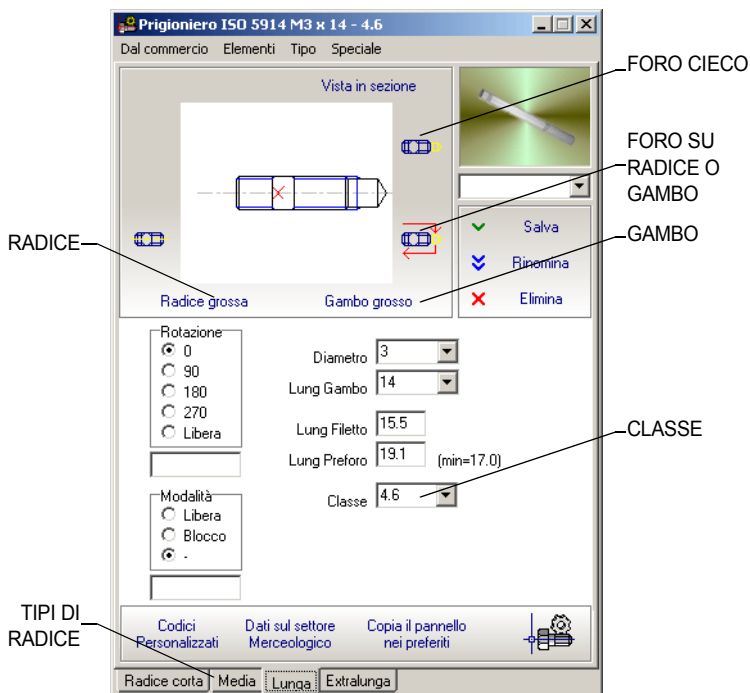 Prigioniero ISO 5914 M3 x 14 - 4.6
Dal commercio Elementi Tipo Speciale
Vista in sezione
FORO CIECO
FORO SU
RADICE O
GAMBO
RADICE
GAMBO
Salva
Rinomina
Elimina
Radice grossa
Gambo grosso
Rotazione
0
90
180
270
Libera
Diametro 3
Lung Gambo 14
Lung Filetto 15.5
Lung Preforo 19.1 (min=17.0)
Classe 4.6
CLASSE
Modalità
Libera
Blocco
-
TIPI DI
RADICE
Codici
Personalizzati
Dati sul settore
Merceologico
Copia il pannello
nei preferiti
Radice corta Media Lunga Extralunga